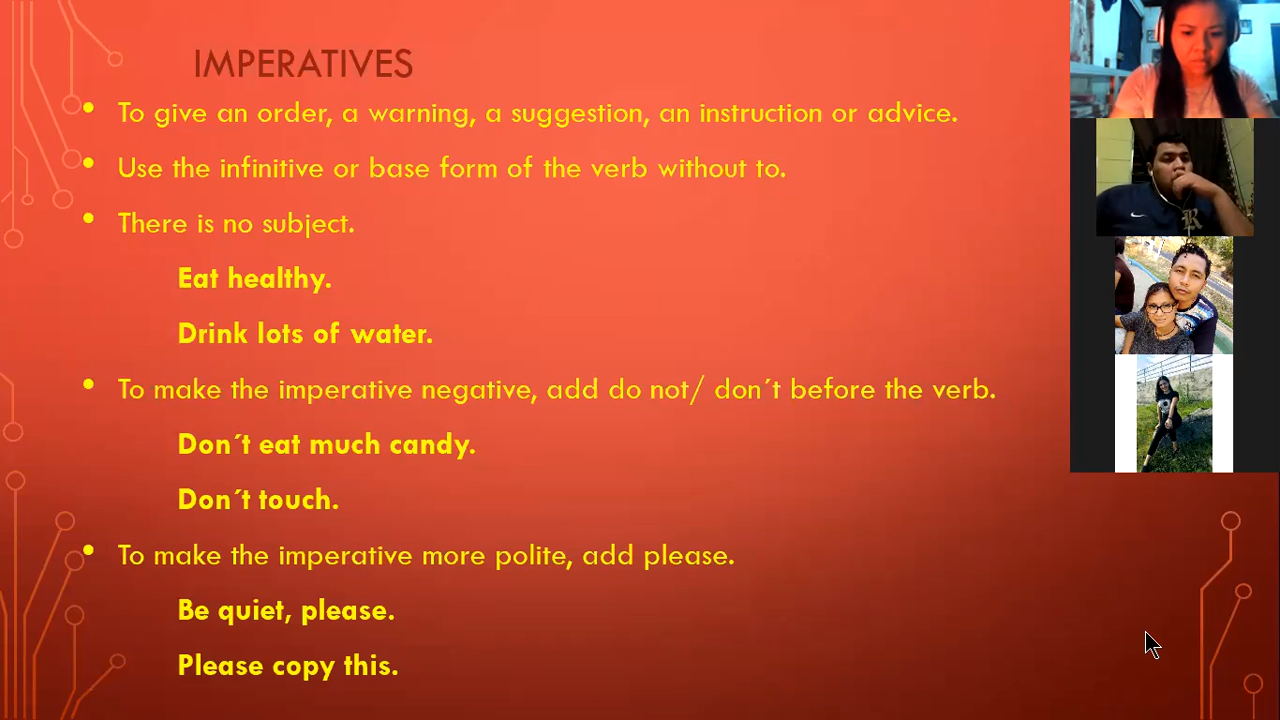 IMPERATIVES
• To give an order, a warning, a suggestion, an instruction or advice.
• Use the infinitive or base form of the verb without to.
• There is no subject.
Eat healthy.
Drink lots of water.
• To make the imperative negative, add do not/ don´t before the verb.
Don´t eat much candy.
Don´t touch.
• To make the imperative more polite, add please.
Be quiet, please.
Please copy this.
R